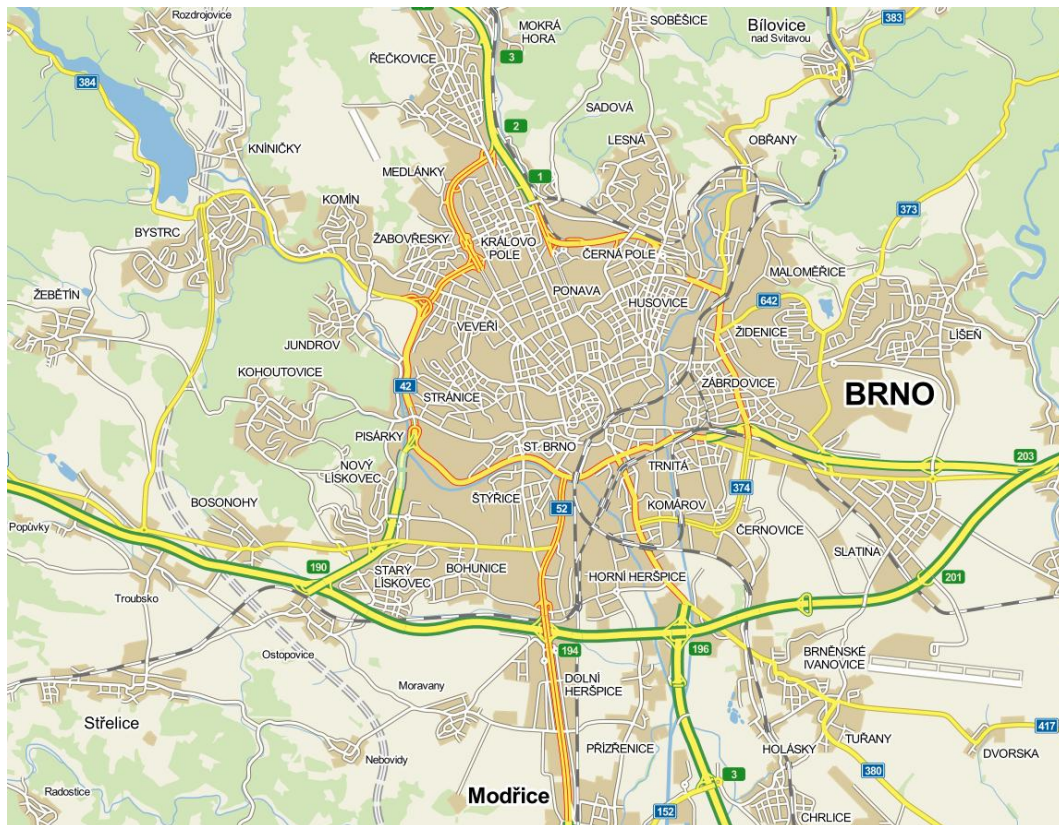 Rozdrojovice
MOKRÁ
HORA
SOBĚŠICE
Bílovice
nad Svitavou
383
ŘEČKOVICE
3
384
SADOVÁ
2
LESNÁ
OBŘANY
KNÍNIČKY
MEDLÁNKY
1
KOMÍN
373
BYSTRC
ŽABOVŘESKY
KRÁLOVO
POLE
ČERNÁ POLE
MALOMĚŘICE
PONAVA
HUSOVICE
ŽEBĚTÍN
642
VEVEŘÍ
ŽIDENICE
LÍŠEŇ
JUNDROV
KOHOUTOVICE
42
STRÁNICE
ZÁBRDOVICE
BRNO
PISÁRKY
ST. BRNO
203
NOVÝ
LÍSKOVEC
TRNITÁ
374
BOSONOHY
ŠTÝŘICE
52
KOMÁROV
Popůvky
ČERNOVICE
SLATINA
190
STARÝ
LÍSKOVEC
BOHUNICE
HORNÍ HERŠPICE
201
Troubsko
Ostopovice
194
196
BRNĚNSKÉ
IVANOVICE
DOLNÍ
HERŠPICE
Moravany
Střelice
417
TUŘANY
PŘÍZŘENICE
HOLÁSKY
DVORSKA
Nebovidy
3
380
Radostice
Modřice
152
CHRLICE